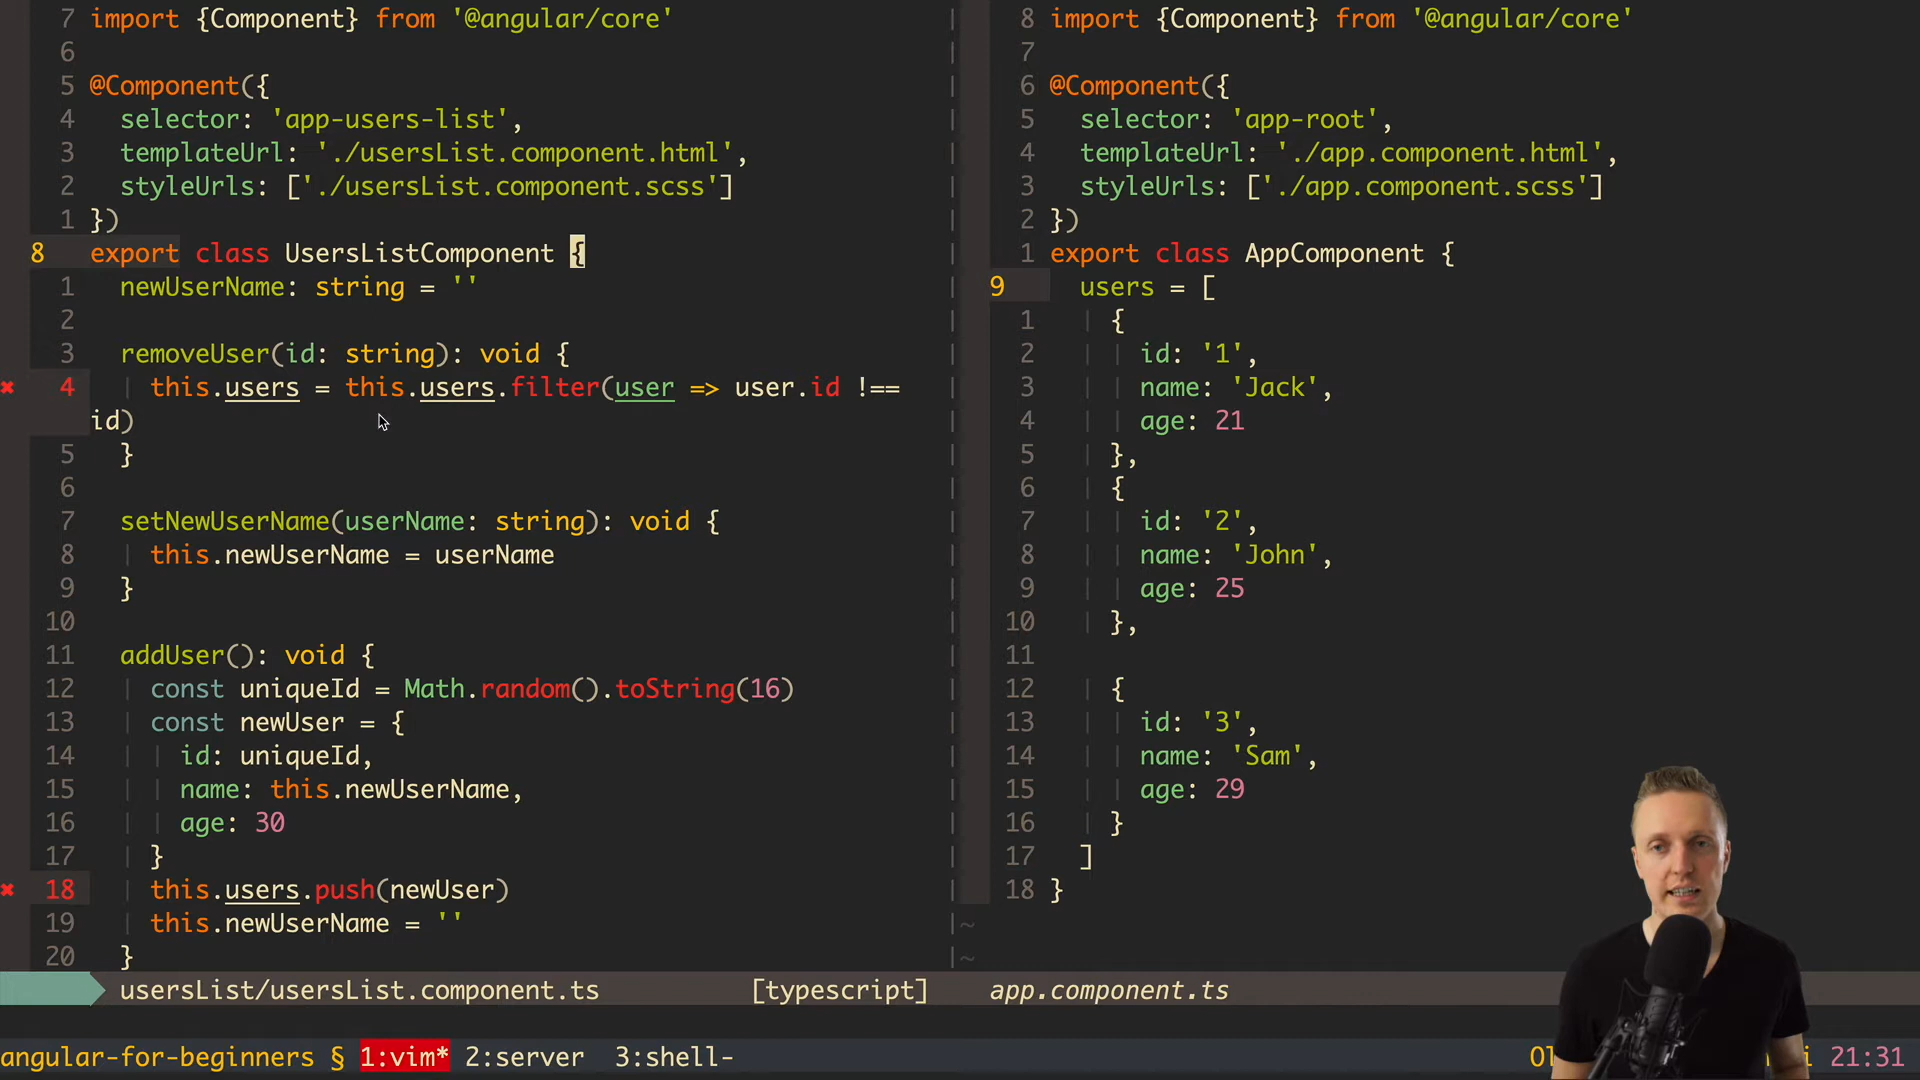 7 import {Component} from '@angular/core'
6
5 @Component({
4 selector: 'app-users-list',
3 templateUrl: './usersList.component.html',
2 styleUrls: ['./usersList.component.scss']
1 })
8 export class UsersListComponent {
1 newUserName: string = ''
2
3 removeUser(id: string): void {
4 this.users = this.users.filter(user => user.id !==
id)
5 }
6
7 setNewUserName(userName: string): void {
8 this.newUserName = userName
9 }
10
11 addUser(): void {
12 const uniqueId = Math.random().toString(16)
13 const newUser = {
14 id: uniqueId,
15 name: this.newUserName,
16 age: 30
17 }
18 this.users.push(newUser)
19 this.newUserName = ''
20 }
usersList/usersList.component.ts [typescript]
8 import {Component} from '@angular/core'
7
6 @Component({
5 selector: 'app-root',
4 templateUrl: './app.component.html',
3 styleUrls: ['./app.component.scss']
2 })
1 export class AppComponent {
9 users = [
1 {
2 id: '1',
3 name: 'Jack',
4 age: 21
5 },
6 {
7 id: '2',
8 name: 'John',
9 age: 25
10 },
11
12 {
13 id: '3',
14 name: 'Sam',
15 age: 29
16 }
17 ]
18 }
~
~
app.component.ts
angular-for-beginners § 1:vim* 2:server 3:shell- 21:31